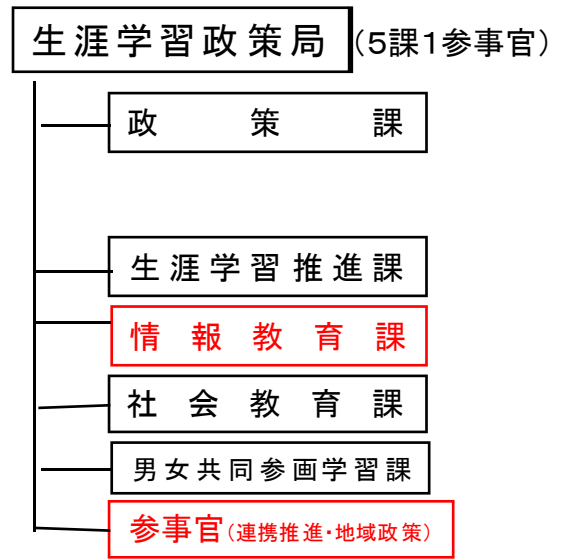 生涯学習政策局 (5課1参事官)
政策課
生涯学習推進課
情報教育課
社会教育課
男女共同参画学習課
参事官(連携推進・地域政策)